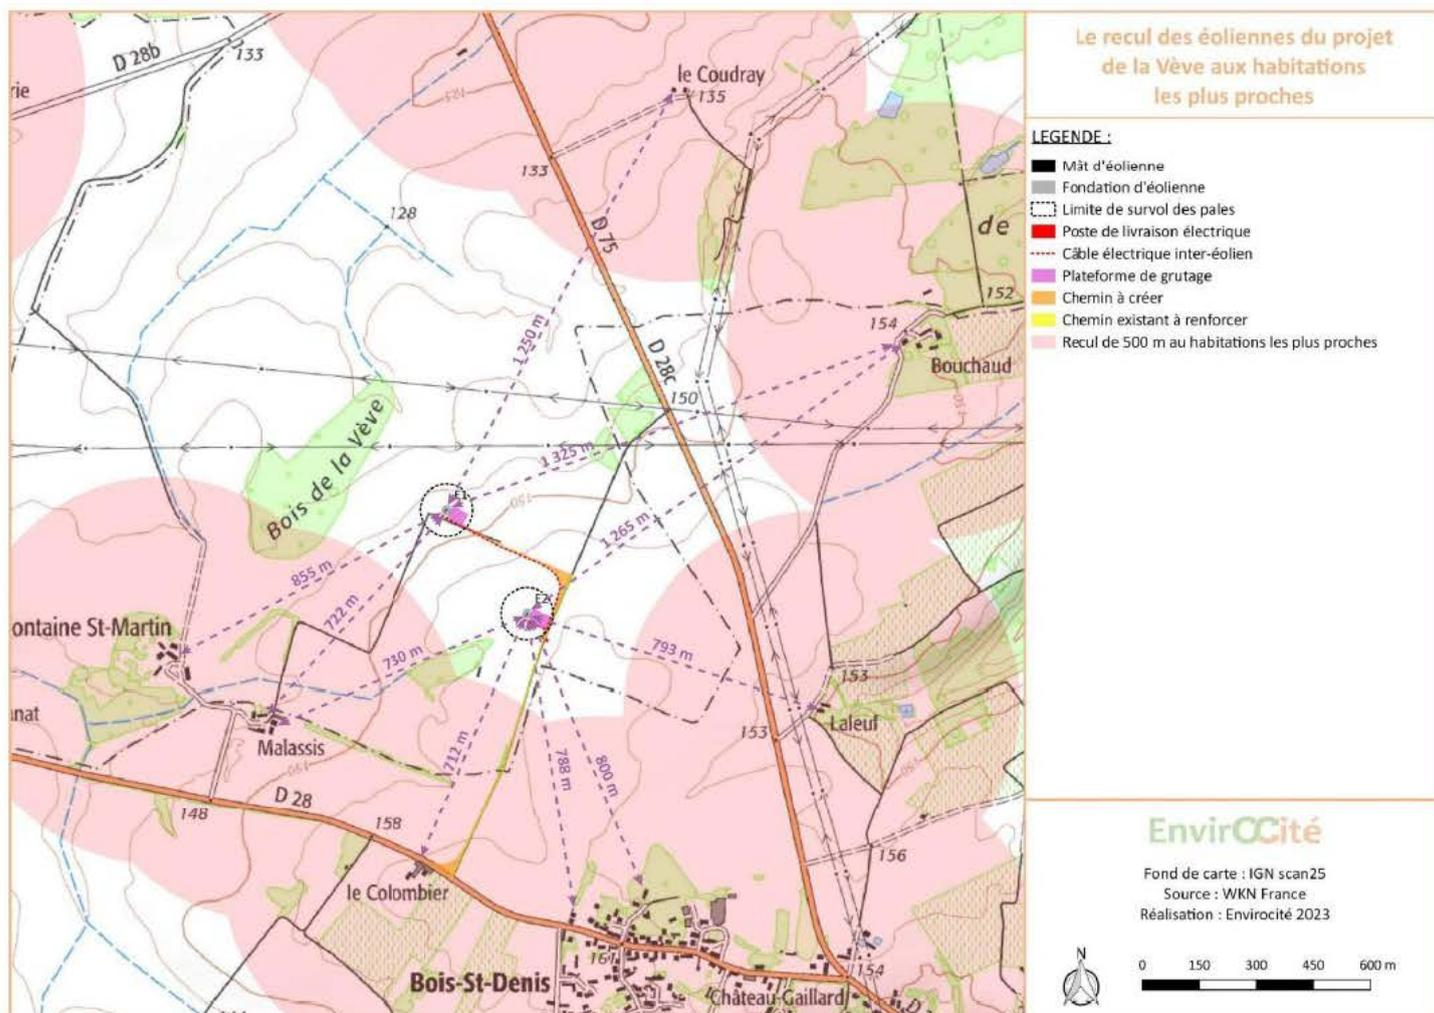 Le recul des éoliennes du projet
de la Vève aux habitations
les plus proches
LEGENDE :
Mât d'éolienne
Fondation d'éolienne
Limite de survol des pales
Poste de livraison électrique
Câble électrique inter-éolien
Plateforme de grutage
Chemin à créer
Chemin existant à renforcer
Recul de 500 m au habitations les plus proches
D 28b
133
rie
le Coudray
135
133
128
D 75
de
152
154
Bouchaud
1 250 m
D 28c
150
Bois de la Vève
1 325 m
E1
150
1 265 m
855 m
722 m
E2
ontaine St-Martin
730 m
793 m
153
nat
Malassis
Laleuf
153
712 m
788 m
800 m
D 28
148
158
156
le Colombier
161
Bois-St-Denis
Château-Gaillard
154
D
EnvirOCité
Fond de carte : IGN scan25
Source : WKN France
Réalisation : Envirocité 2023
N
0 150 300 450 600 m